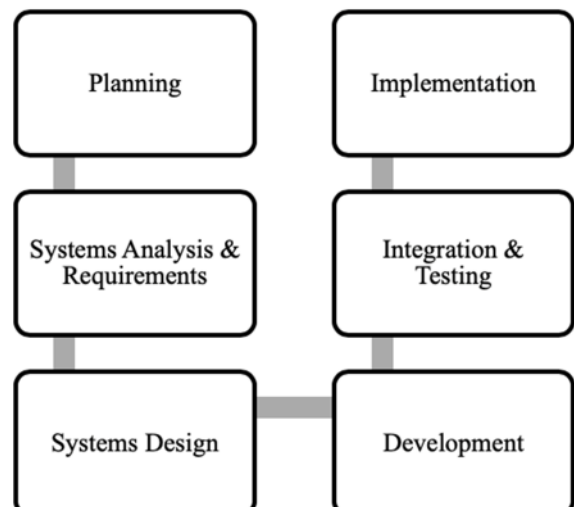 Planning
Systems Analysis &
Requirements
Systems Design
Development
Integration &
Testing
Implementation